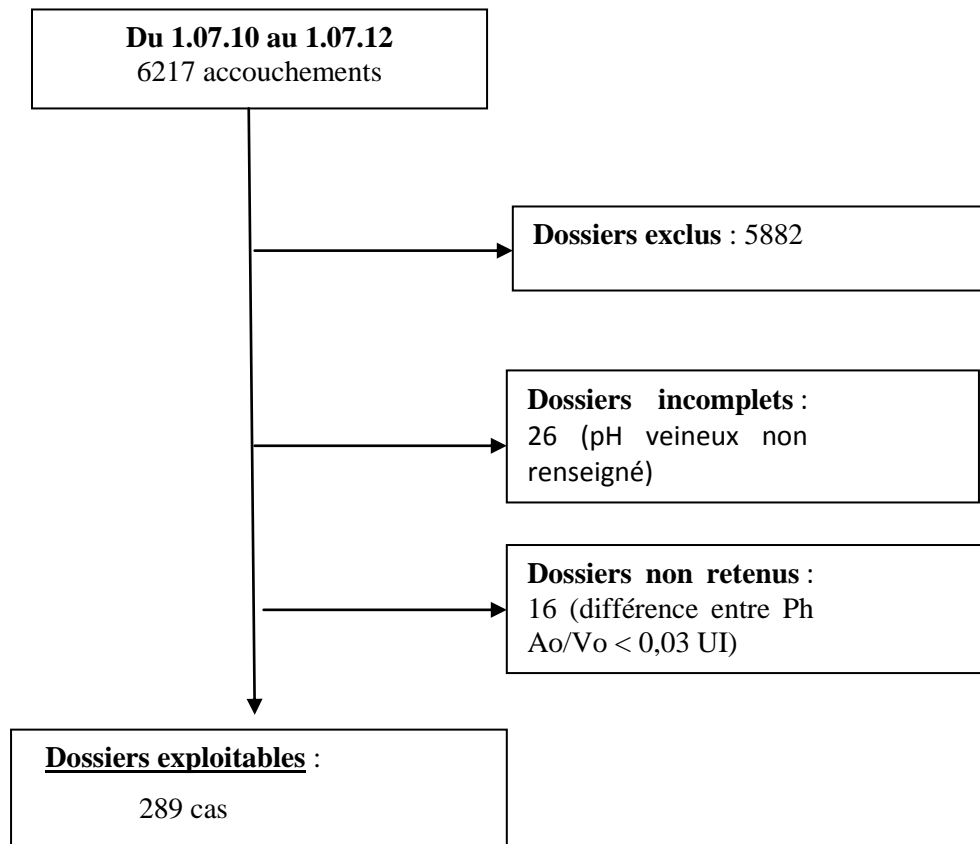 Du 1.07.10 au 1.07.12
6217 accouchements
Dossiers exclus : 5882
Dossiers incomplets :
26 (pH veineux non
renseigné)
Dossiers non retenus :
16 (différence entre Ph
Ao/Vo < 0,03 UI)
Dossiers exploitables :
289 cas